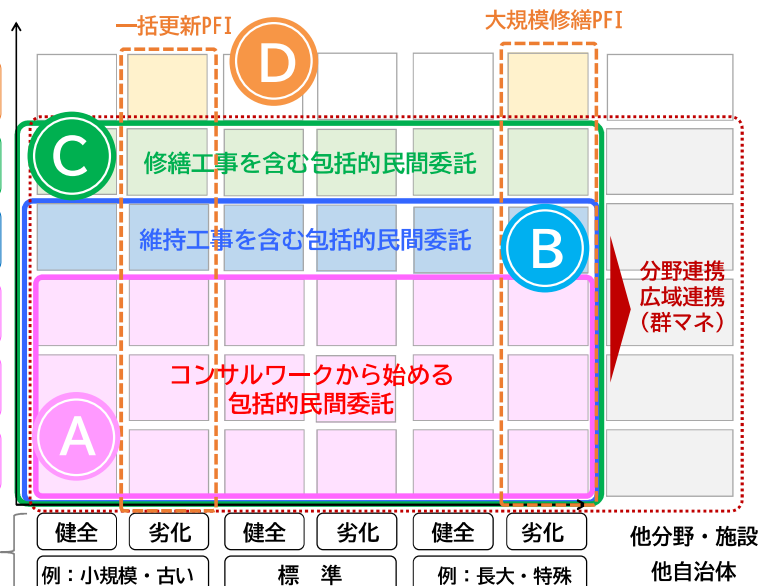 一括更新PFI
大規模修繕PFI
D
C
修繕工事を含む包括的民間委託
維持工事を含む包括的民間委託
B
分野連携
広域連携
（群マネ）
コンサルワークから始める
包括的民間委託
A
健全
劣化
健全
劣化
健全
劣化
他分野・施設
他自治体
例：小規模・古い
標　準
例：長大・特殊